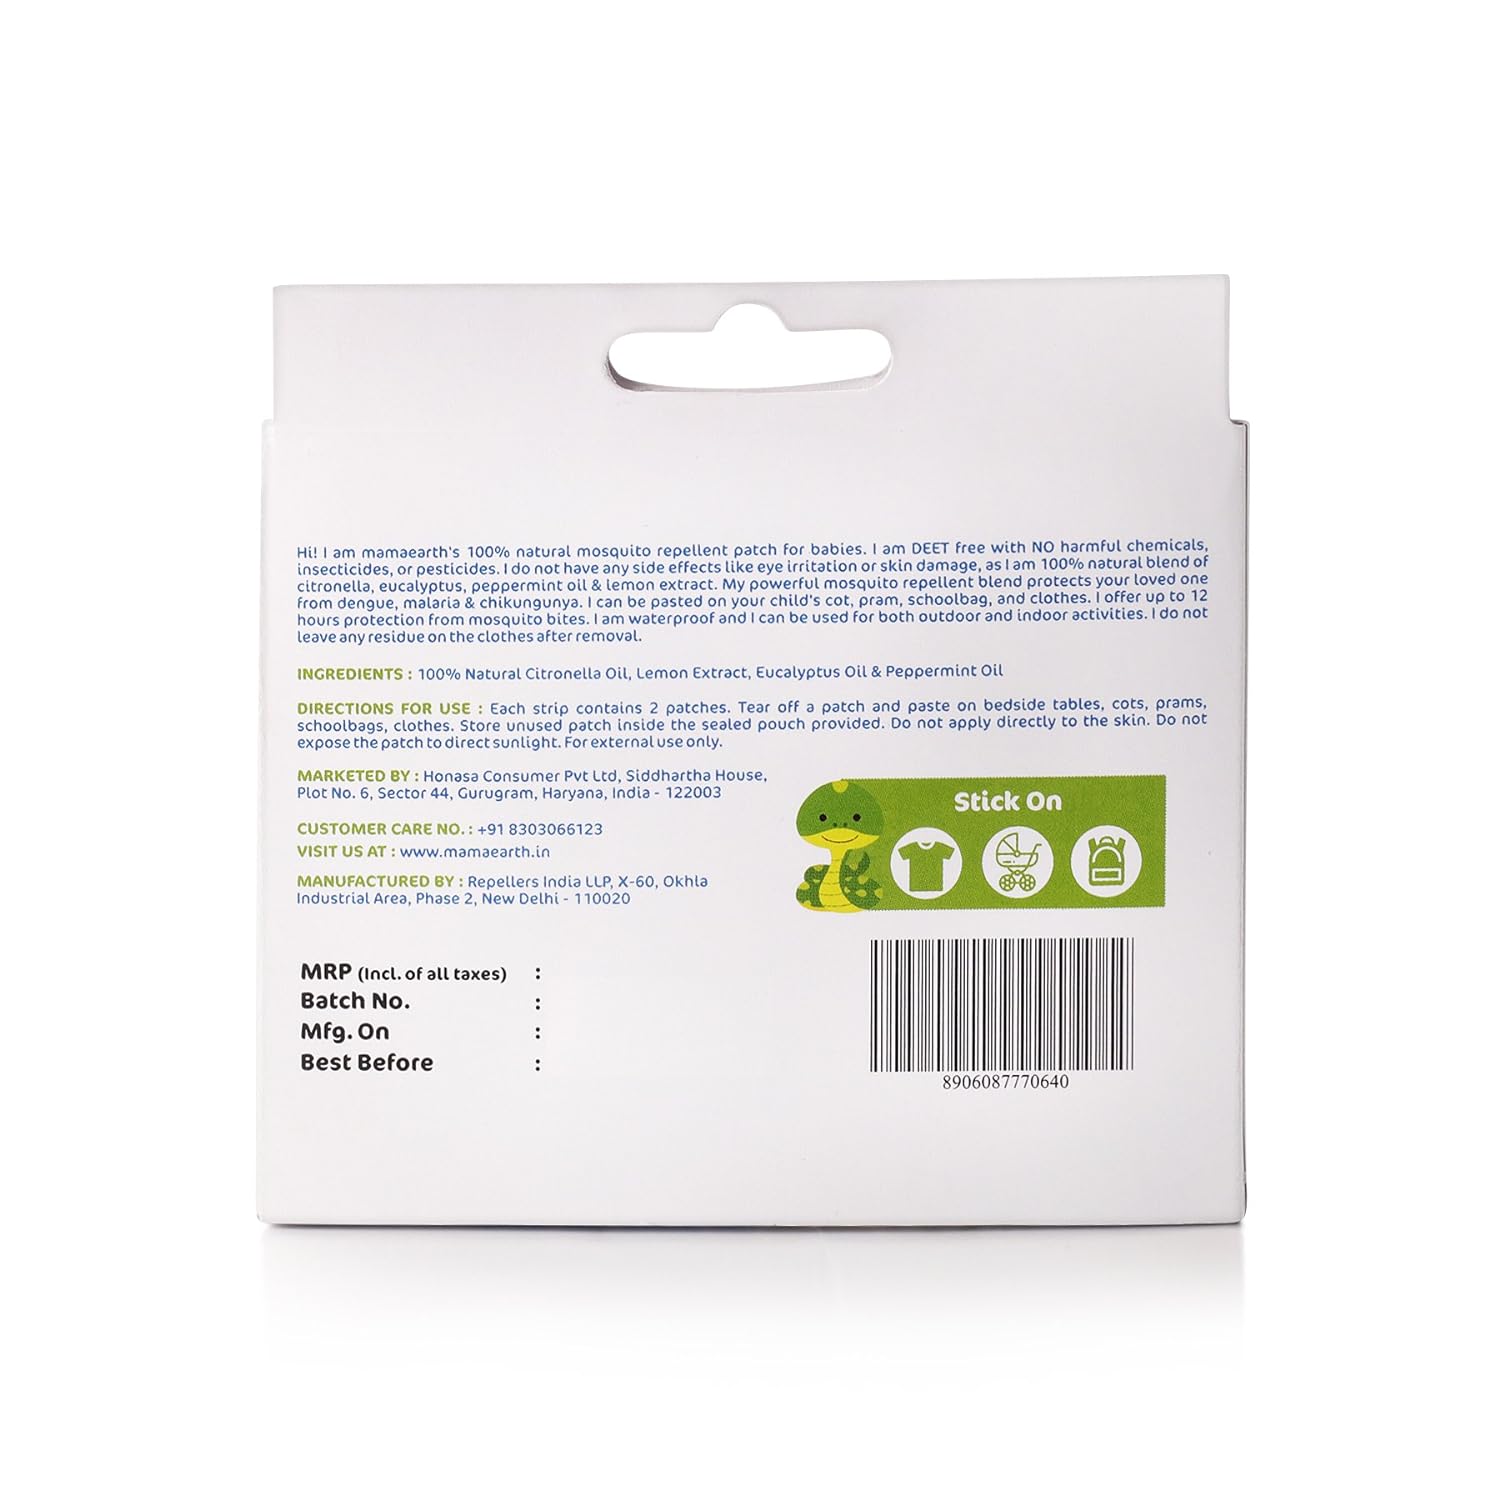 Hi! I am mamaearth's 100% natural mosquito repellent patch for babies. I am DEET free with NO harmful chemicals,
insecticides, or pesticides. I do not have any side effects like eye irritation or skin damage, as I am 100% natural blend of
citronella, eucalyptus, peppermint oil & lemon extract. My powerful mosquito repellent blend protects your loved one
from dengue, malaria & chikungunya. I can be pasted on your child's cot, pram, schoolbag, and clothes. I offer up to 12
hours protection from mosquito bites. I am waterproof and I can be used for both outdoor and indoor activities. I do not
leave any residue on the clothes after removal.
INGREDIENTS : 100% Natural Citronella Oil, Lemon Extract, Eucalyptus Oil & Peppermint Oil
DIRECTIONS FOR USE : Each strip contains 2 patches. Tear off a patch and paste on bedside tables, cots, prams,
schoolbags, clothes. Store unused patch inside the sealed pouch provided. Do not apply directly to the skin. Do not
expose the patch to direct sunlight. For external use only.
MARKETED BY : Honasa Consumer Pvt Ltd, Siddhartha House,
Plot No. 6, Sector 44, Gurugram, Haryana, India - 122003
CUSTOMER CARE NO. : +91 8303066123
VISIT US AT : www.mamaearth.in
MANUFACTURED BY : Repellers India LLP, X-60, Okhla
Industrial Area, Phase 2, New Delhi - 110020
Stick On
MRP (Incl. of all taxes) :
Batch No. :
Mfg. On :
Best Before :
8906087770640